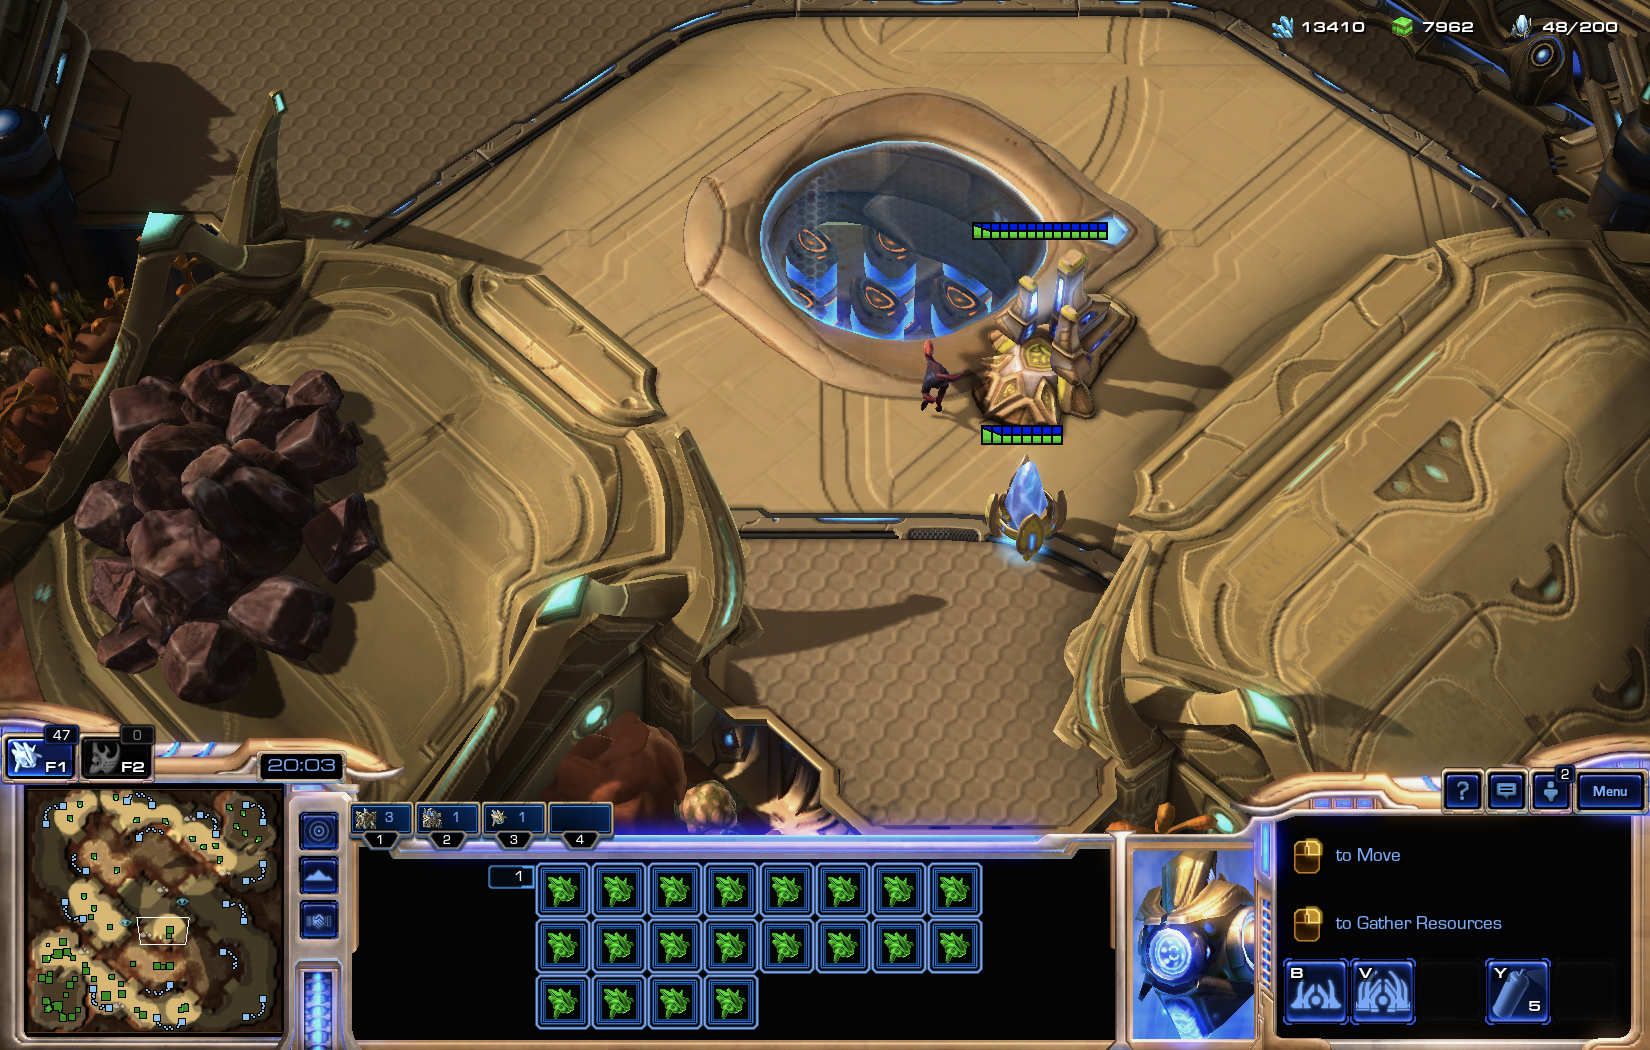 13410 7962 48/200
47 0
F1 F2
20:03
2
? Menu
3 1 1
1 2 3 4
1
to Move
to Gather Resources
B V Y
5